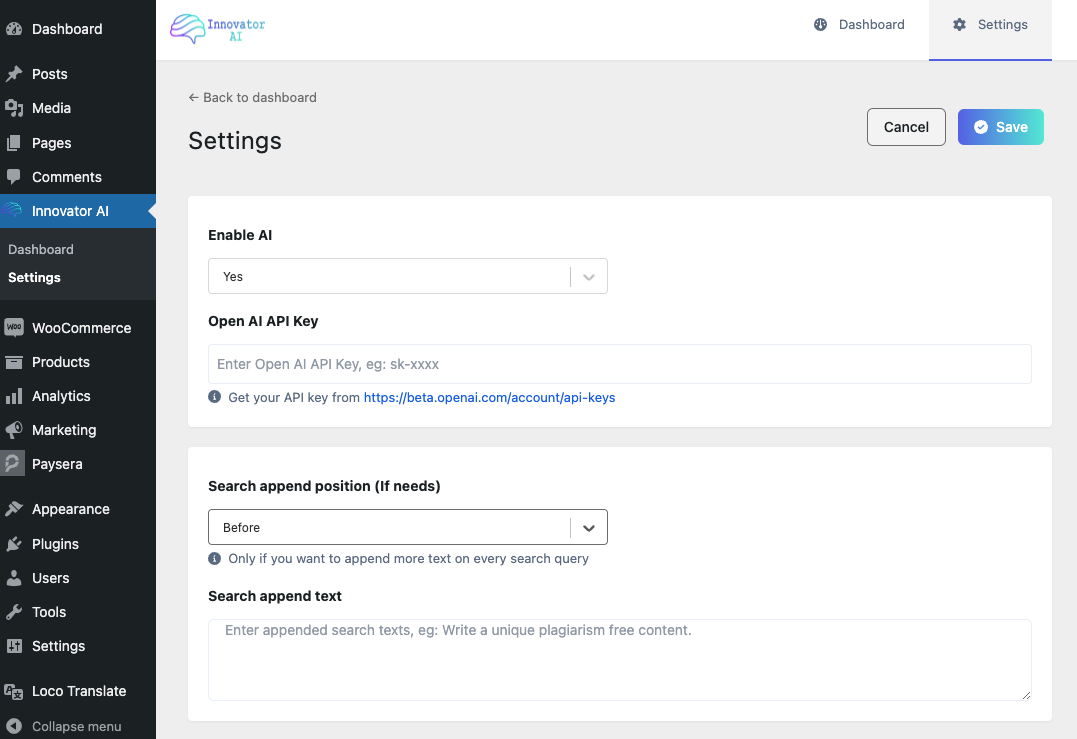 Dashboard
Posts
Media
Pages
Comments
Innovator AI
Dashboard
Settings
WOO
WooCommerce
Products
Analytics
Marketing
Paysera
Appearance
Plugins
Users
Tools
Settings
Loco Translate
Collapse menu
Innovator
AI
Dashboard
Settings
← Back to dashboard
Settings
Cancel
Save
Enable AI
Yes
Open AI API Key
Enter Open AI API Key, eg: sk-xxxx
Get your API key from https://beta.openai.com/account/api-keys
Search append position (If needs)
Before
Only if you want to append more text on every search query
Search append text
Enter appended search texts, eg: Write a unique plagiarism free content.